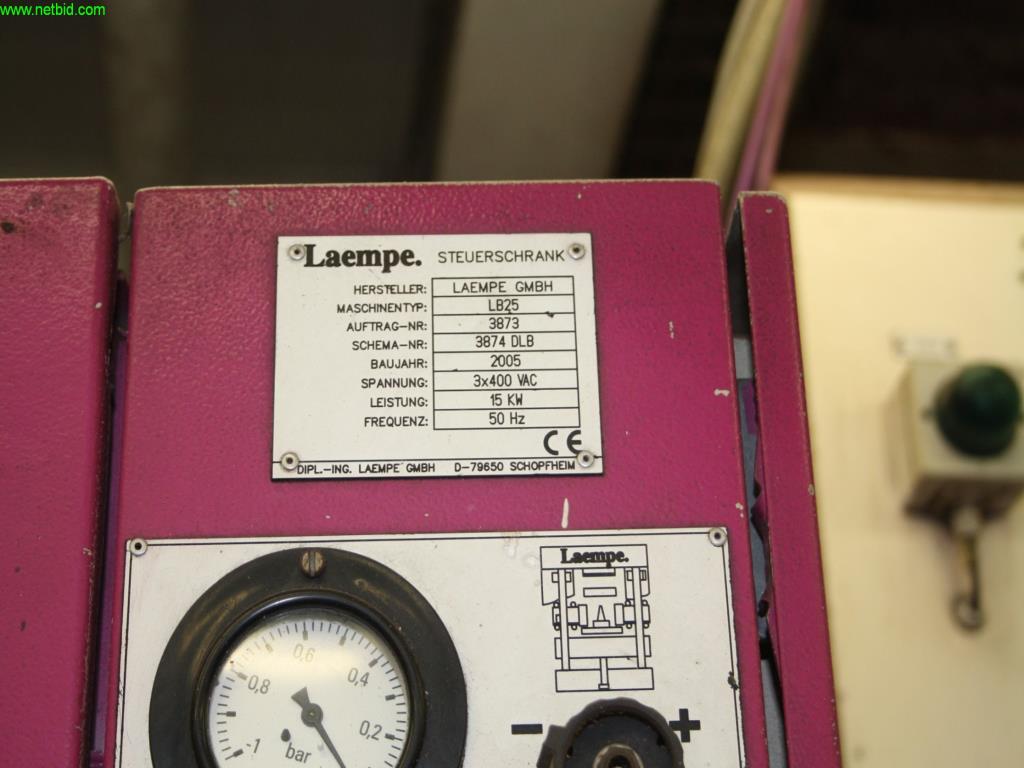 www.netbid.com
Laempe. STEUERSCHRANK
HERSTELLER: LAEMPE GMBH
MASCHINENTYP: LB25
AUFTRAG-NR: 3873
SCHEMA-NR: 3874 DLB
BAUJAHR: 2005
SPANNUNG: 3x400 VAC
LEISTUNG: 15 KW
FREQUENZ: 50 Hz
CE
DIPL.-ING. LAEMPE GMBH D-79650 SCHOPFHEIM
Laempe.
0,6
0,8 0,4
- +
0,2
-1 bar